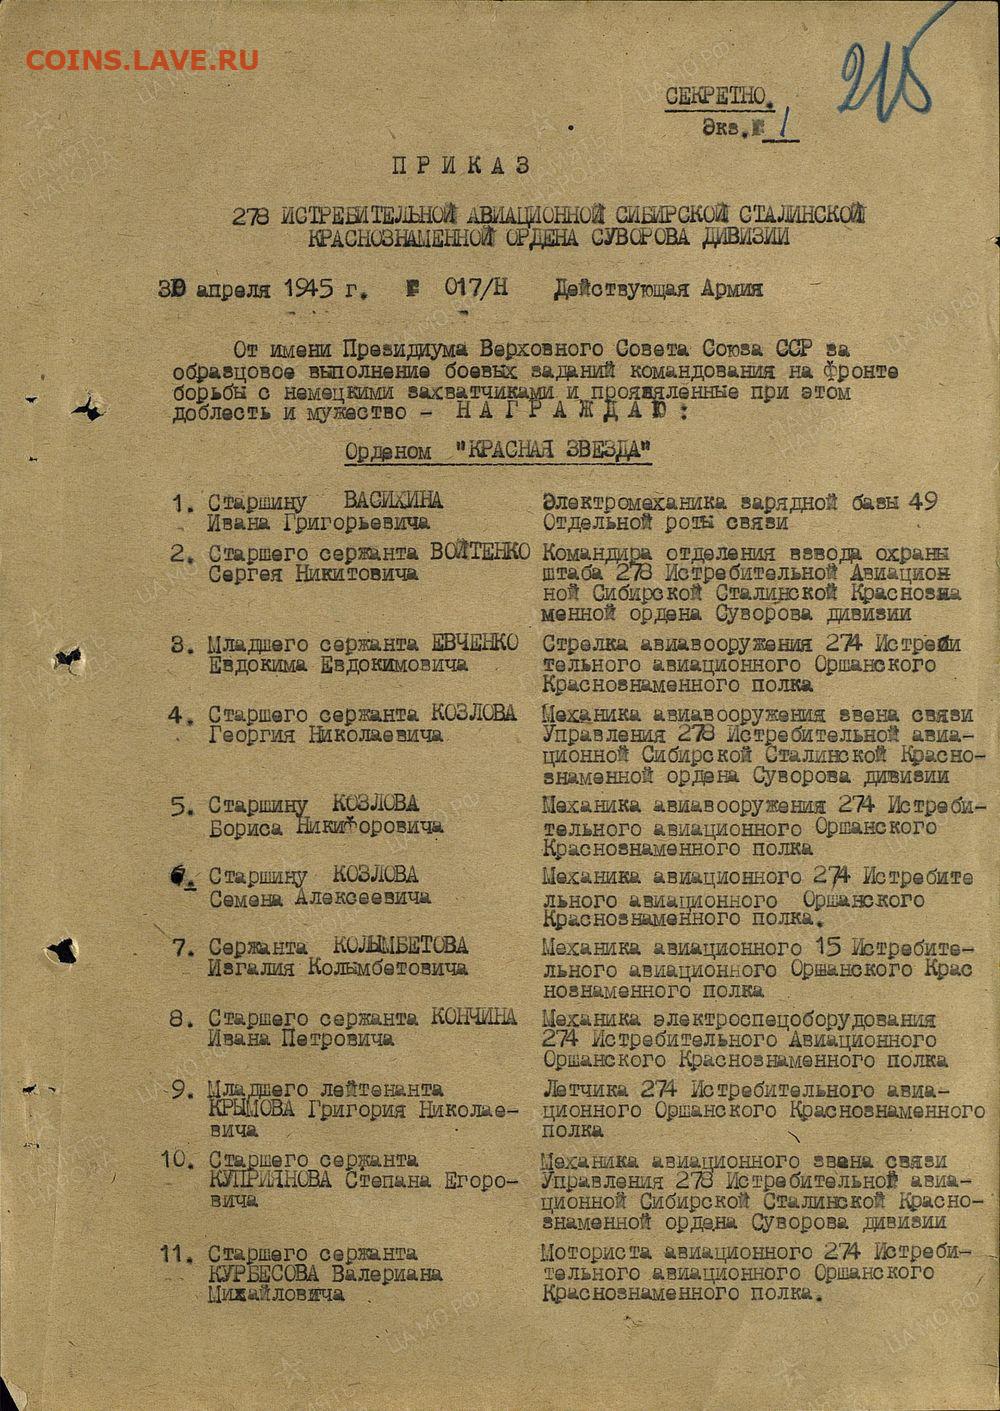 COINS.LAVE.RU
215
СЕКРЕТНО.
Экз.№ 1
ПРИКАЗ
278 ИСТРЕБИТЕЛЬНОЙ АВИАЦИОННОЙ СИБИРСКОЙ СТАЛИНСКОЙ
КРАСНОЗНАМЕННОЙ ОРДЕНА СУВОРОВА ДИВИЗИИ
30 апреля 1945 г. № 017/Н Действующая Армия
От имени Президиума Верховного Совета Союза ССР за
образцовое выполнение боевых заданий командования на фронте
борьбы с немецкими захватчиками и проявленные при этом
доблесть и мужество - НАГРАЖДАЮ:
Орденом "КРАСНАЯ ЗВЕЗДА"
1. Старшину ВАСИХИНА Электромеханика зарядной базы 49
Ивана Григорьевича Отдельной роты связи
2. Старшего сержанта ВОЙТЕНКО Командира отделения взвода охраны
Сергея Никитовича штаба 278 Истребительной Авиацион
ной Сибирской Сталинской Краснозна
менной ордена Суворова дивизии
3. Младшего сержанта ЕВЧЕНКО Стрелка авиавооружения 274 Истреби
Евдокима Евдокимовича тельного авиационного Оршанского
Краснознаменного полка
4. Старшего сержанта КОЗЛОВА Механика авиавооружения звена связи
Георгия Николаевича Управления 278 Истребительной авиа-
ционной Сибирской Сталинской Красно-
знаменной ордена Суворова дивизии
5. Старшину КОЗЛОВА Механика авиавооружения 274 Истреби-
Бориса Никифоровича тельного авиационного Оршанского
Краснознаменного полка
6. Старшину КОЗЛОВА Механика авиационного 274 Истребите
Семена Алексеевича льного авиационного Оршанского
Краснознаменного полка.
7. Сержанта КОЛЫМБЕТОВА Механика авиационного 15 Истребите-
Изгалия Колымбетовича льного авиационного Оршанского Крас
нознаменного полка
8. Старшего сержанта КОНЧИНА Механика электроспецоборудования
Ивана Петровича 274 Истребительного Авиационного
Оршанского Краснознаменного полка
9. Младшего лейтенанта Летчика 274 Истребительного авиа-
КРЫМОВА Григория Николае- ционного Оршанского Краснознаменного
вича полка
10. Старшего сержанта Механика авиационного звена связи
КУПРИЯНОВА Степана Егоро- Управления 278 Истребительной авиа-
вича ционной Сибирской Сталинской Красно-
знаменной ордена Суворова дивизии
11. Старшего сержанта Моториста авиационного 274 Истреби-
КУРБЕСОВА Валериана тельного авиационного Оршанского
Михайловича Краснознаменного полка.